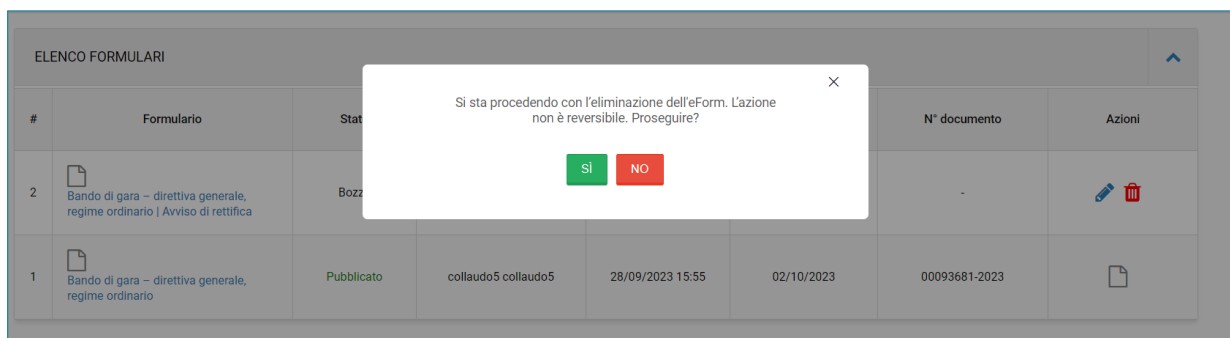 ELENCO FORMULARI
Si sta procedendo con l'eliminazione dell'eForm. L'azione
non è reversibile. Proseguire?
SÌ NO
# Formulario Stat N° documento Azioni
2 Bando di gara – direttiva generale,
regime ordinario | Avviso di rettifica
Bozz -
1 Bando di gara – direttiva generale,
regime ordinario
Pubblicato collaudo5 collaudo5 28/09/2023 15:55 02/10/2023 00093681-2023